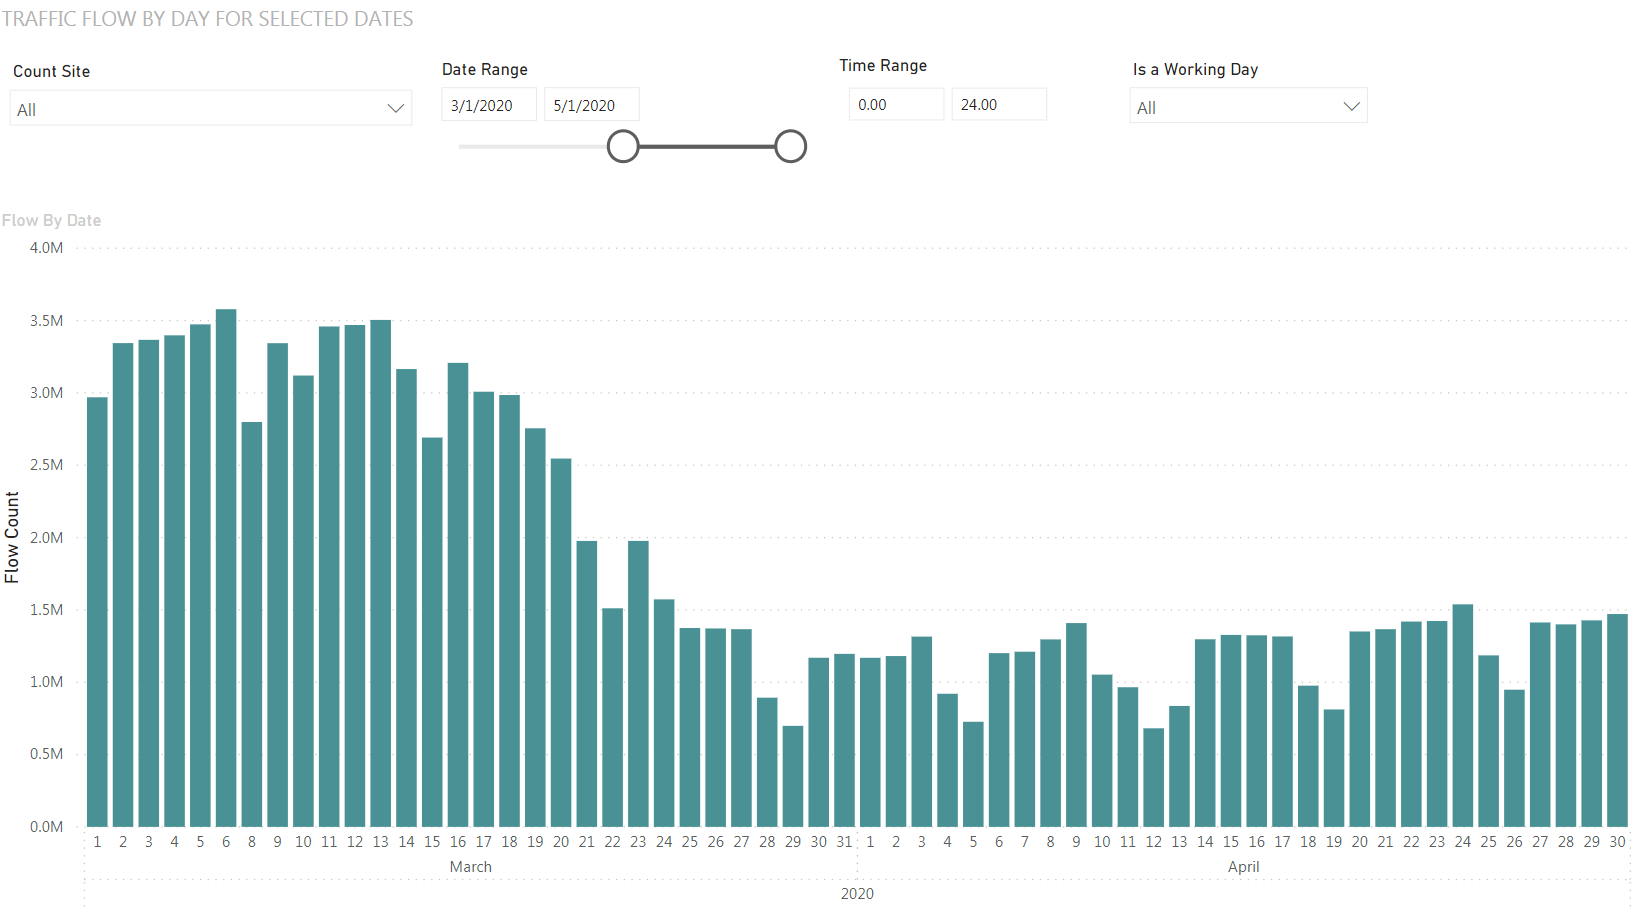 TRAFFIC FLOW BY DAY FOR SELECTED DATES
Count Site
Date Range
Time Range
Is a Working Day
All
3/1/2020 5/1/2020
0.00 24.00
All
Flow By Date
Flow Count
4.0M
3.5M
3.0M
2.5M
2.0M
1.5M
1.0M
0.5M
0.0M
1 2 3 4 5 6 8 9 10 11 12 13 14 15 16 17 18 19 20 21 22 23 24 25 26 27 28 29 30 31 1 2 3 4 5 6 7 8 9 10 11 12 13 14 15 16 17 18 19 20 21 22 23 24 25 26 27 28 29 30
March April
2020